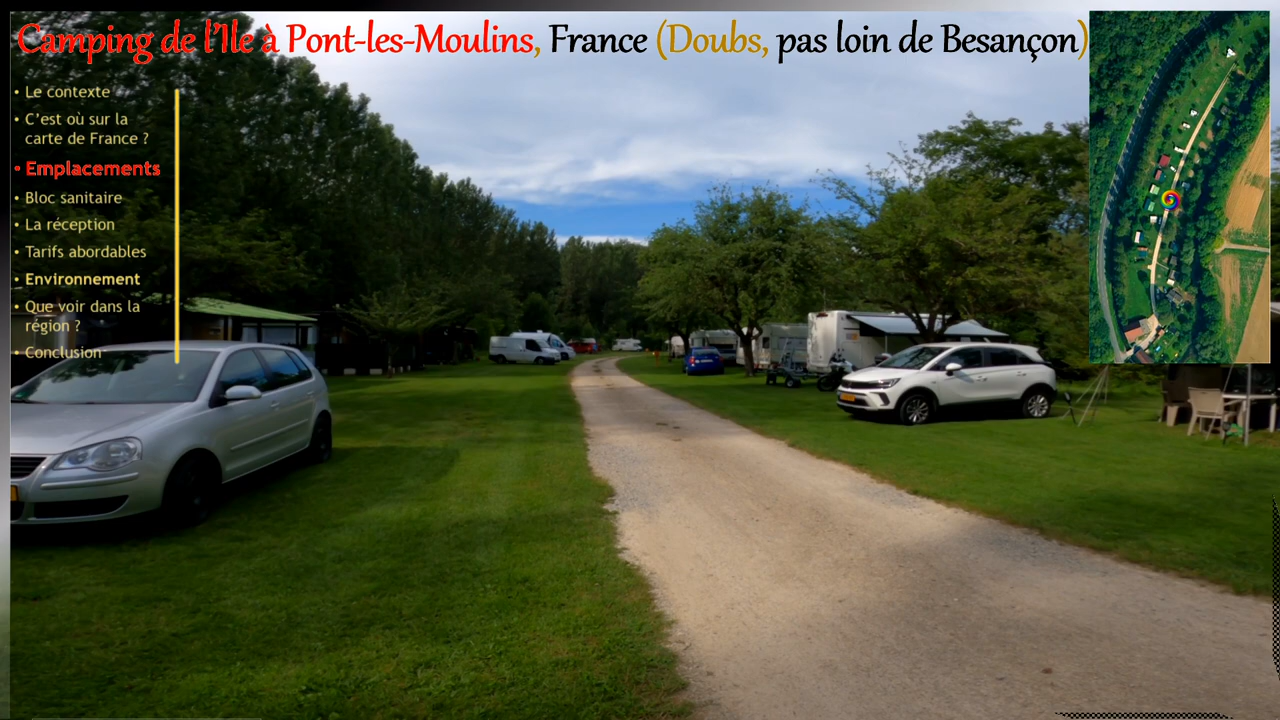 Camping de l'Ile à Pont-les-Moulins, France (Doubs, pas loin de Besançon)
• Le contexte
• C'est où sur la
carte de France ?
• Emplacements
• Bloc sanitaire
• La réception
• Tarifs abordables
• Environnement
• Que voir dans la
région ?
• Conclusion